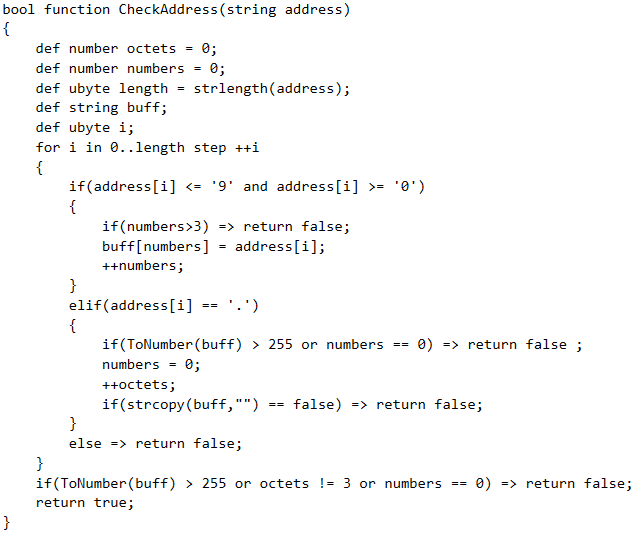 bool function CheckAddress(string address)
{
    def number octets = 0;
    def number numbers = 0;
    def ubyte length = strlength(address);
    def string buff;
    def ubyte i;
    for i in 0..length step ++i
    {
        if(address[i] <= '9' and address[i] >= '0')
        {
            if(numbers>3) => return false;
            buff[numbers] = address[i];
            ++numbers;
        }
        elif(address[i] == '.')
        {
            if(ToNumber(buff) > 255 or numbers == 0) => return false ;
            numbers = 0;
            ++octets;
            if(strcopy(buff,"") == false) => return false;
        }
        else => return false;
    }
    if(ToNumber(buff) > 255 or octets != 3 or numbers == 0) => return false;
    return true;
}